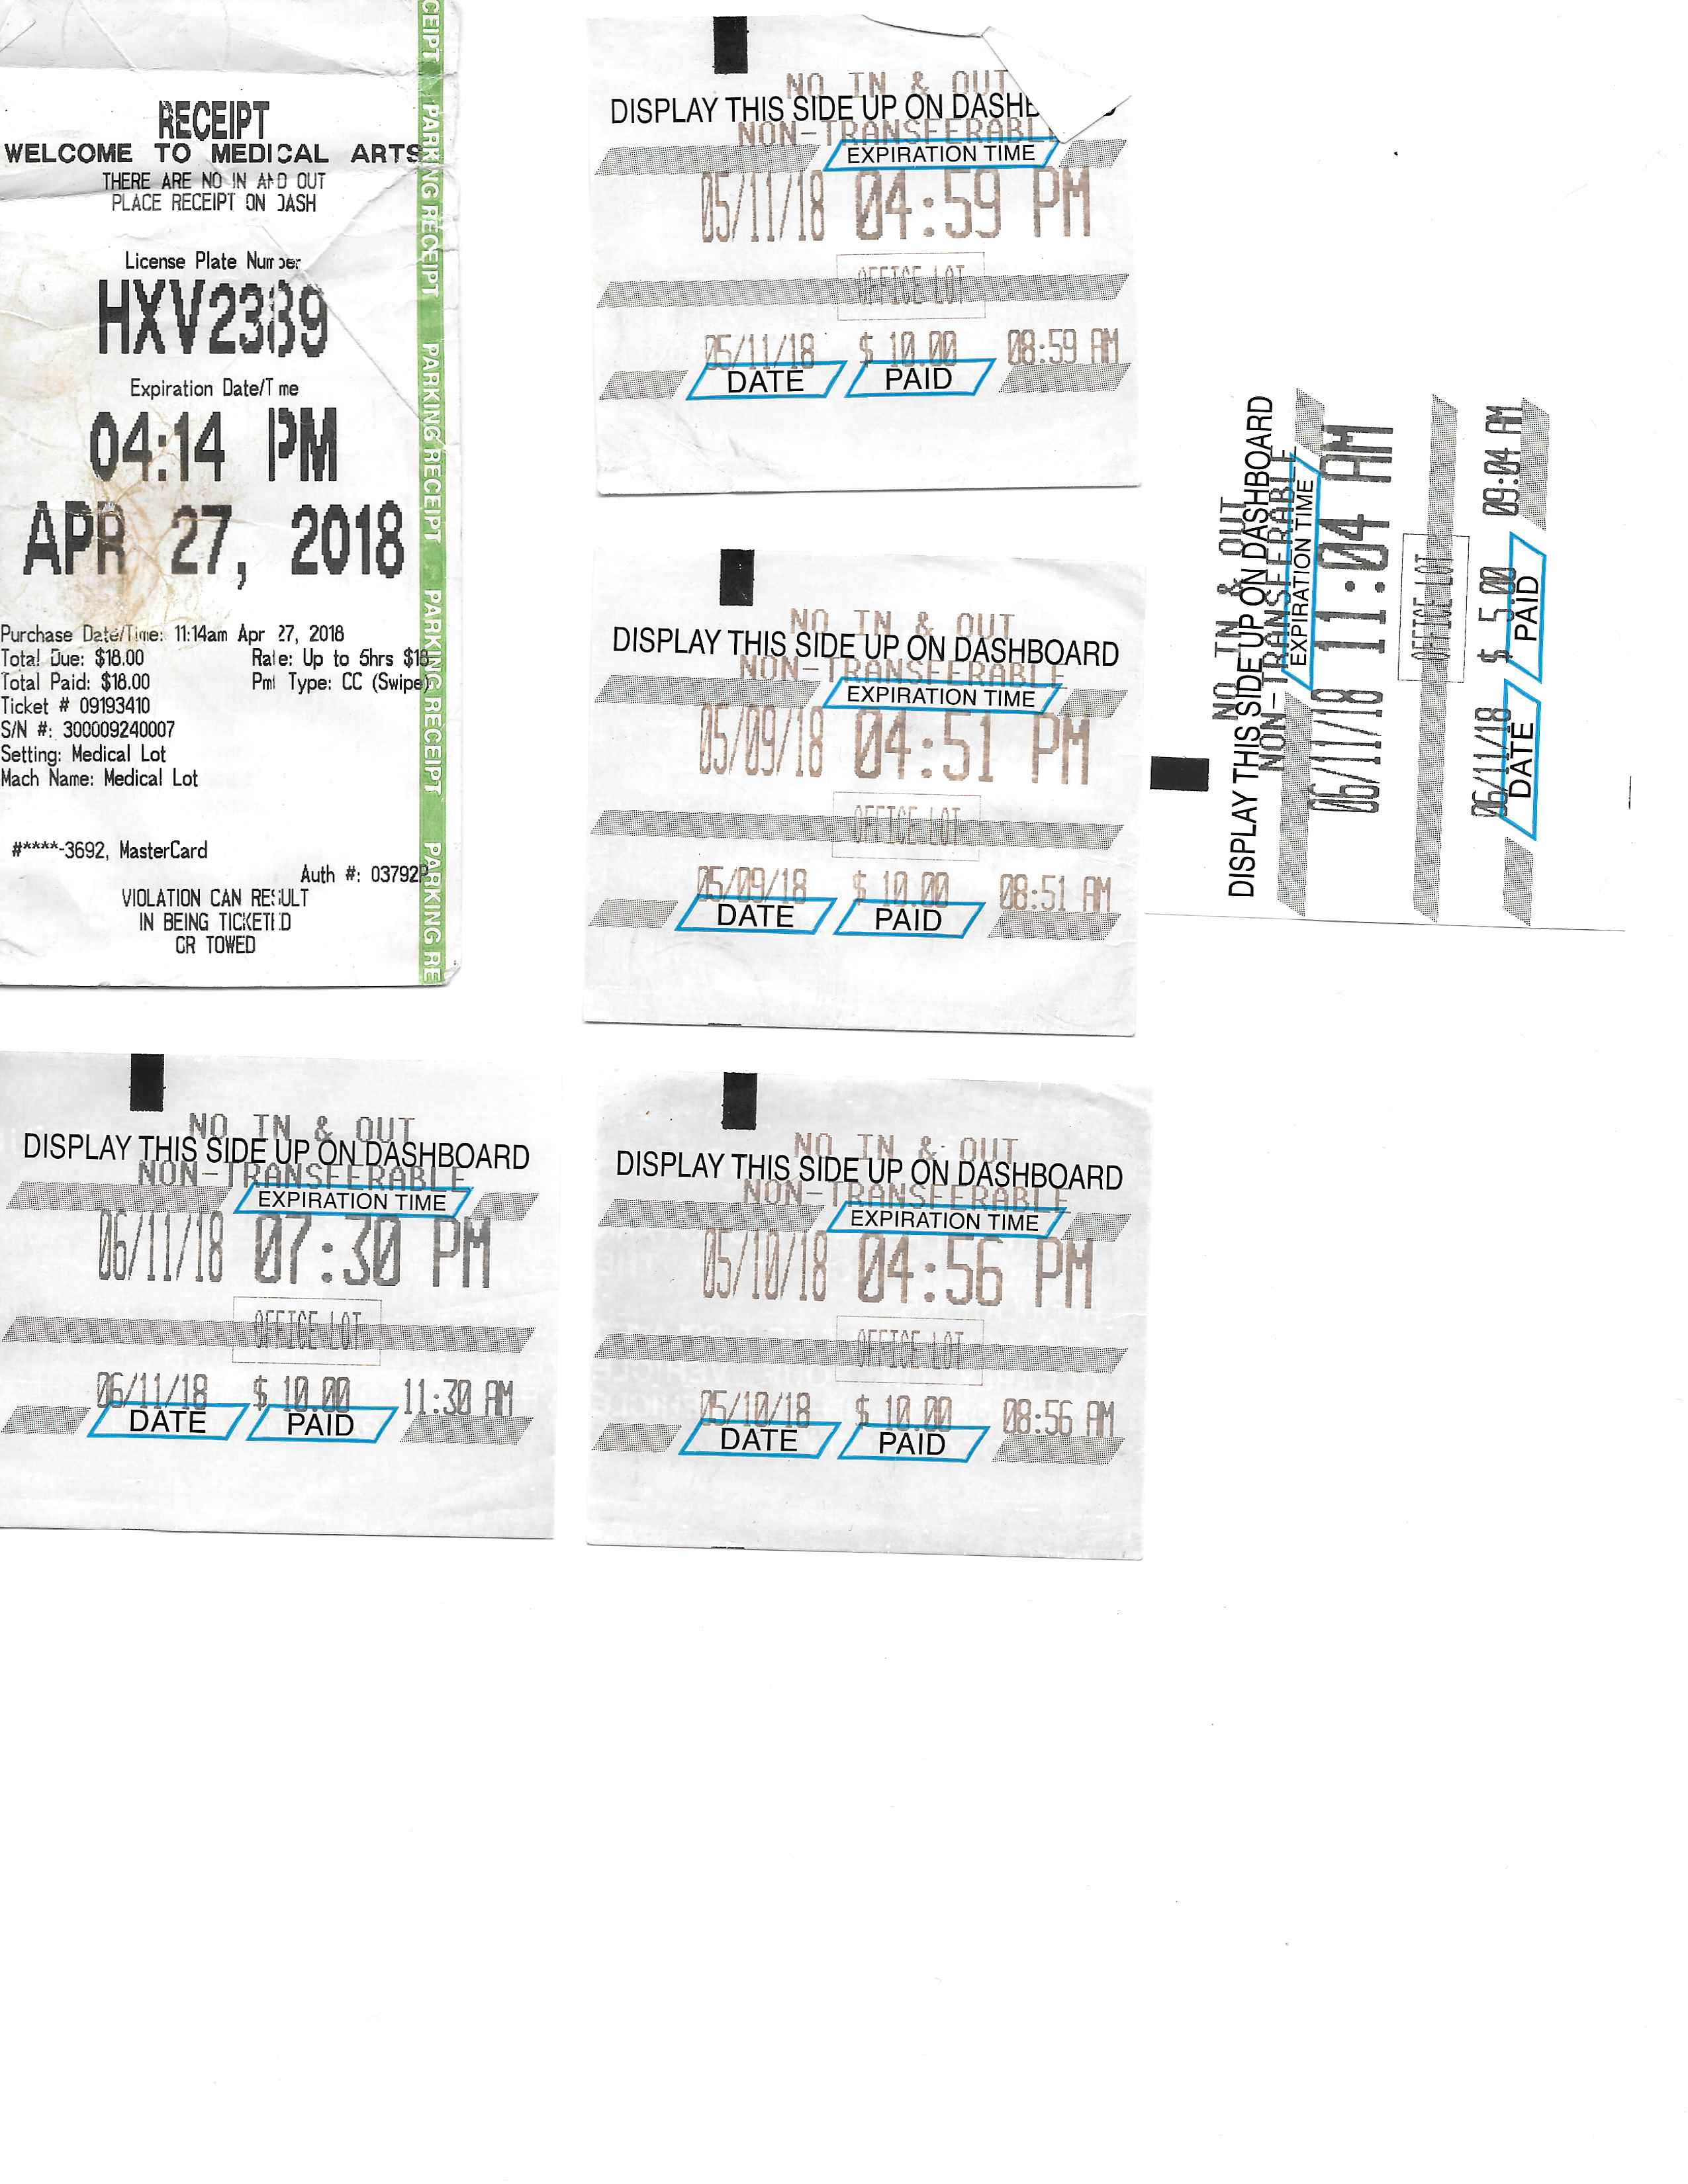 RECEIPT
WELCOME TO MEDICAL ARTS
THERE ARE NO IN AND OUT
PLACE RECEIPT ON DASH
License Plate Number
HXV2389
Expiration Date/Time
04:14 PM
APR 27, 2018
Purchase Date/Time: 11:14am Apr 27, 2018
Total Due: $18.00 Rate: Up to 5hrs $18
Total Paid: $18.00 Pmt Type: CC (Swipe)
Ticket # 09193410
S/N #: 300009240007
Setting: Medical Lot
Mach Name: Medical Lot
#****-3692, MasterCard
Auth #: 03792P
VIOLATION CAN RESULT
IN BEING TICKETED
OR TOWED
CEIPT PARKING RECEIPT PARKING RECEIPT PARKING RECEIPT PARKING RE
NO IN & OUT
DISPLAY THIS SIDE UP ON DASHB
NON-TRANSFERABL
EXPIRATION TIME
05/11/18 04:59 PM
OFFICE LOT
05/11/18 $ 10.00 08:59 AM
DATE PAID
NO IN & OUT
DISPLAY THIS SIDE UP ON DASHBOARD
NON-TRANSFERABLE
EXPIRATION TIME
05/09/18 04:51 PM
OFFICE LOT
05/09/18 $ 10.00 08:51 AM
DATE PAID
NO IN & OUT
DISPLAY THIS SIDE UP ON DASHBOARD
NON-TRANSFERABLE
EXPIRATION TIME
06/11/18 11:04 AM
OFFICE LOT
06/11/18 $ 5.00 09:04 AM
DATE PAID
NO IN & OUT
DISPLAY THIS SIDE UP ON DASHBOARD
NON-TRANSFERABLE
EXPIRATION TIME
06/11/18 07:30 PM
OFFICE LOT
06/11/18 $ 10.00 11:30 AM
DATE PAID
NO IN & OUT
DISPLAY THIS SIDE UP ON DASHBOARD
NON-TRANSFERABLE
EXPIRATION TIME
05/10/18 04:56 PM
OFFICE LOT
05/10/18 $ 10.00 08:56 AM
DATE PAID